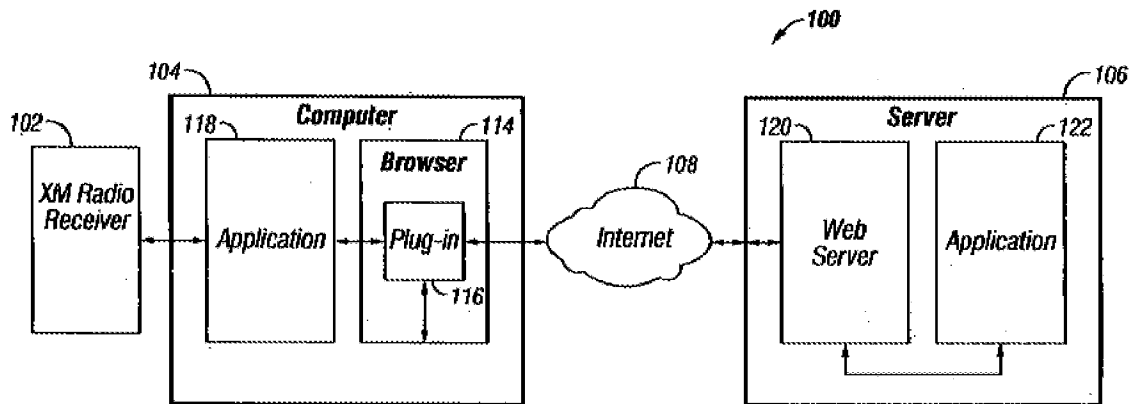 100
104
106
Computer
Server
102
118
114
120
122
Browser
108
XM Radio
Receiver
Application
Plug-in
Internet
Web
Server
Application
116